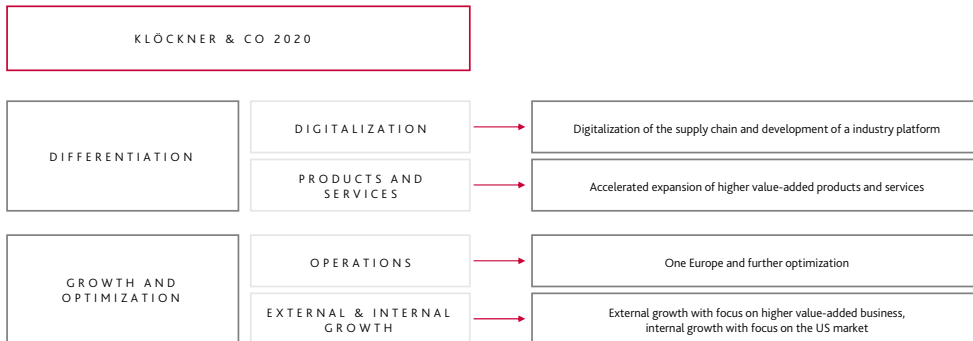 KLÖCKNER & CO 2020
DIFFERENTIATION
DIGITALIZATION
Digitalization of the supply chain and development of a industry platform
PRODUCTS AND
SERVICES
Accelerated expansion of higher value-added products and services
GROWTH AND
OPTIMIZATION
OPERATIONS
One Europe and further optimization
EXTERNAL & INTERNAL
GROWTH
External growth with focus on higher value-added business,
internal growth with focus on the US market